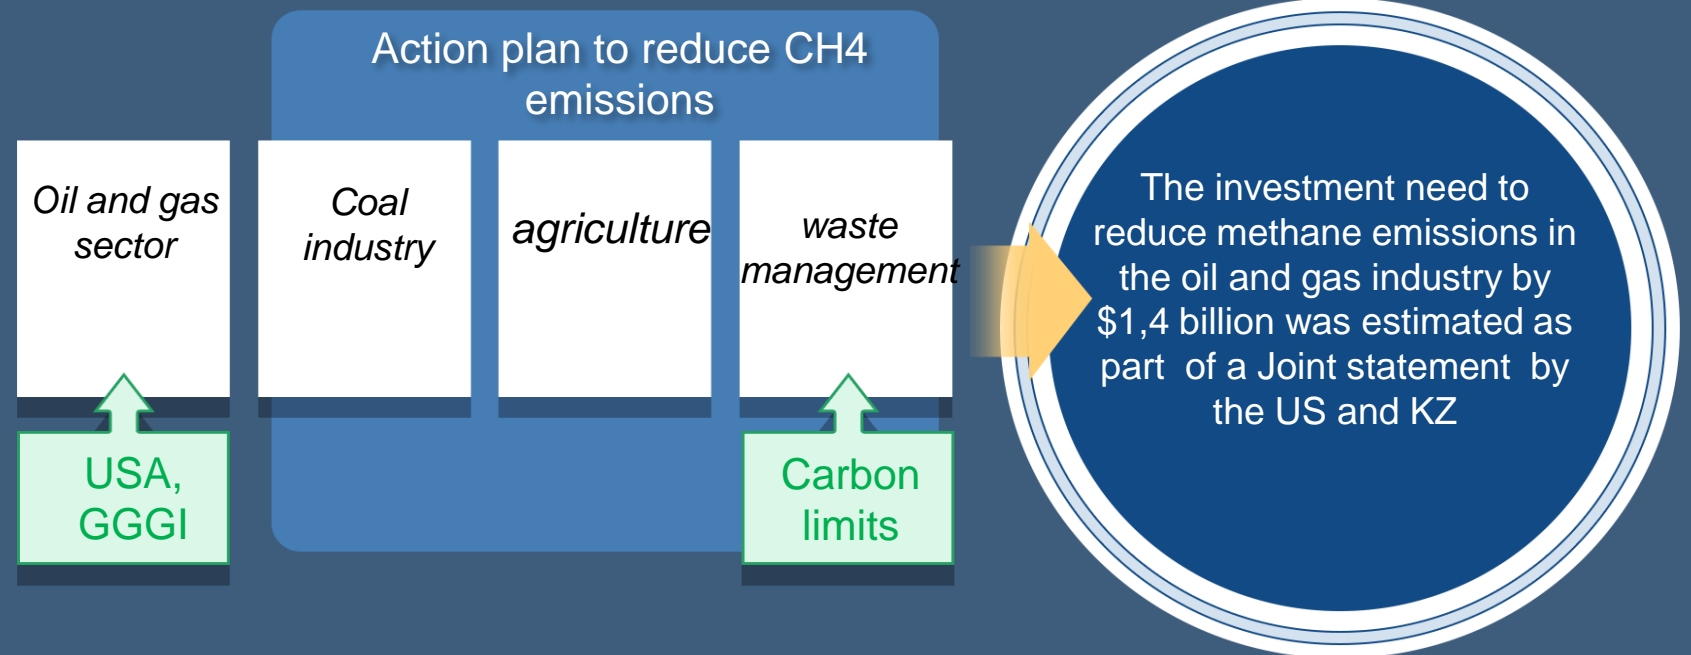 Action plan to reduce CH4
emissions
Oil and gas
sector
Coal
industry
agriculture
waste
management
USA,
GGGI
Carbon
limits
The investment need to
reduce methane emissions in
the oil and gas industry by
$1,4 billion was estimated as
part  of a Joint statement  by
the US and KZ